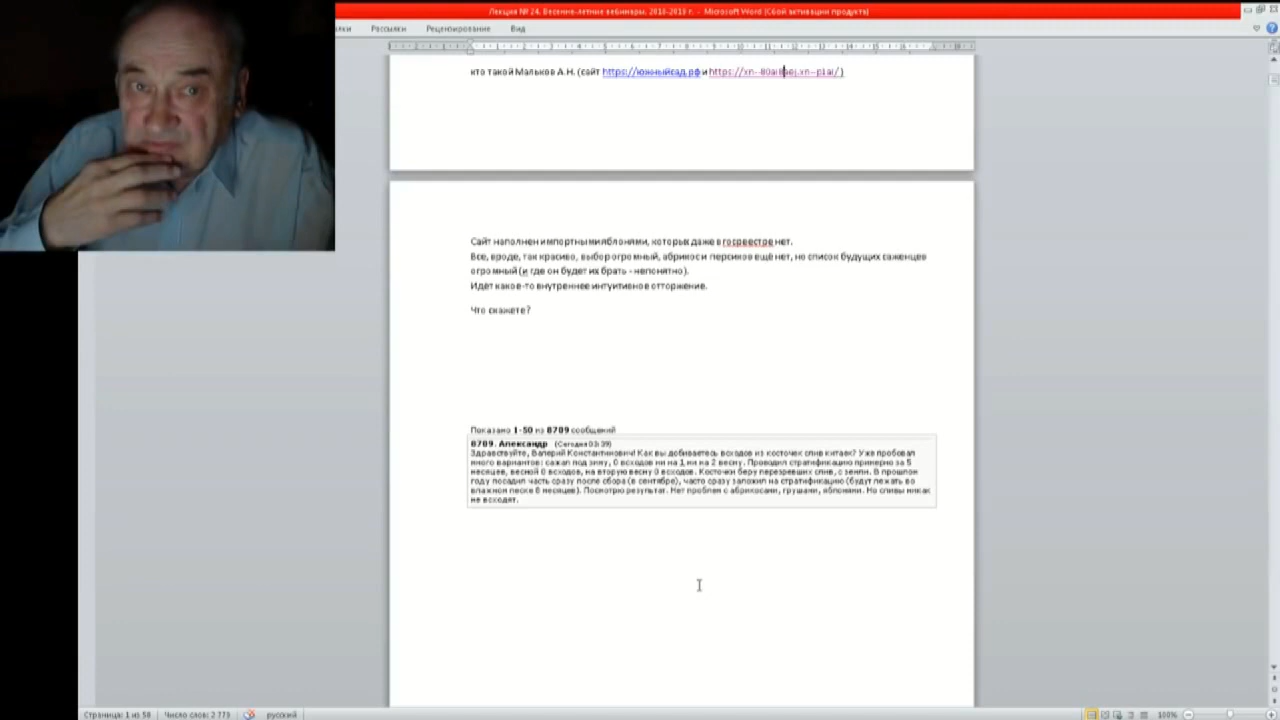 Лекция № 24. Весенне-летние вебинары. 2018-2019 г. - Microsoft Word (Сбой активации продукта)
Рассылки Рецензирование Вид
кто такой Мальков А.Н. (сайт https://южныйсад.рф и
Сайт наполнен импортными яблонями, которых даже в госреестре нет.
Все, вроде, так красиво, выбор огромный, абрикос и персиков ещё нет, но список будущих саженцев
огромный (и где он будет их брать - непонятно).
Идёт какое-то внутреннее интуитивное отторжение.
Что скажете?
Показано 1-50 из 8709 сообщений
8709. Александр (Сегодня 03:39)
Здравствуйте, Валерий Константинович! Как вы добиваетесь всходов из косточек слив китаек? Уже пробовал
много вариантов: сажал под зиму, 0 всходов ни на 1 ни на 2 весну. Проводил стратификацию примерно за 5
месяцев, весной 0 всходов, на вторую весну 0 всходов. Косточки беру перезревших слив, с земли. В прошлом
году посадил часть сразу после сбора (в сентябре), часто сразу заложил на стратификацию (будут лежать во
влажном песке 6 месяцев). Посмотрю результат. Нет проблем с абрикосами, грушами, яблонями. Но сливы никак
не всходят.
Страница: 1 из 58 Число слов: 2 773 русский 100%